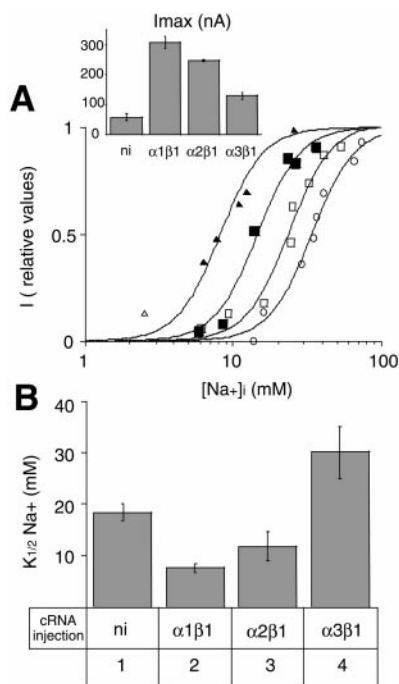 Imax (nA)
300
200
100
0
ni α1β1 α2β1 α3β1
A
1
0.5
0
I ( relative values)
1 10 100
[Na+]i (mM)
B
40
30
20
10
K1/2 Na+ (mM)
cRNA injection ni α1β1 α2β1 α3β1
1 2 3 4